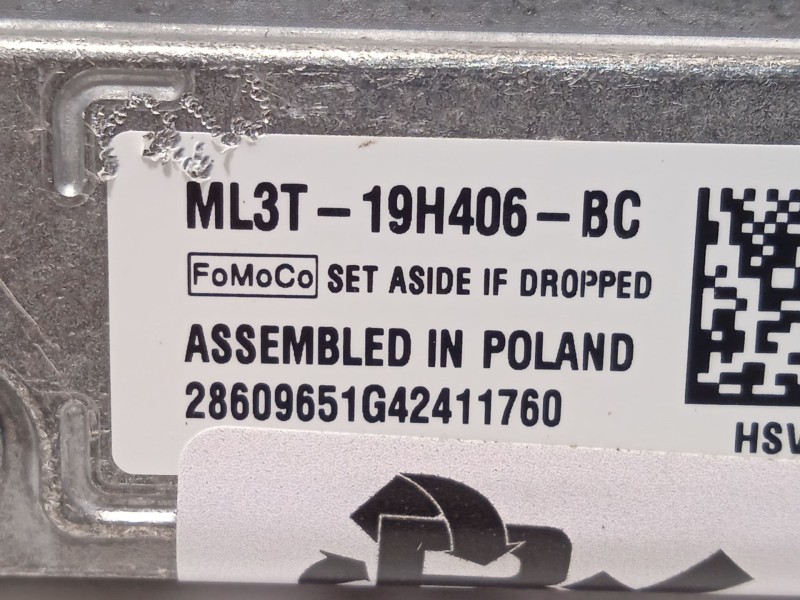 ML3T-19H406-BC
FoMoCo SET ASIDE IF DROPPED
ASSEMBLED IN POLAND
28609651G42411760
HSV